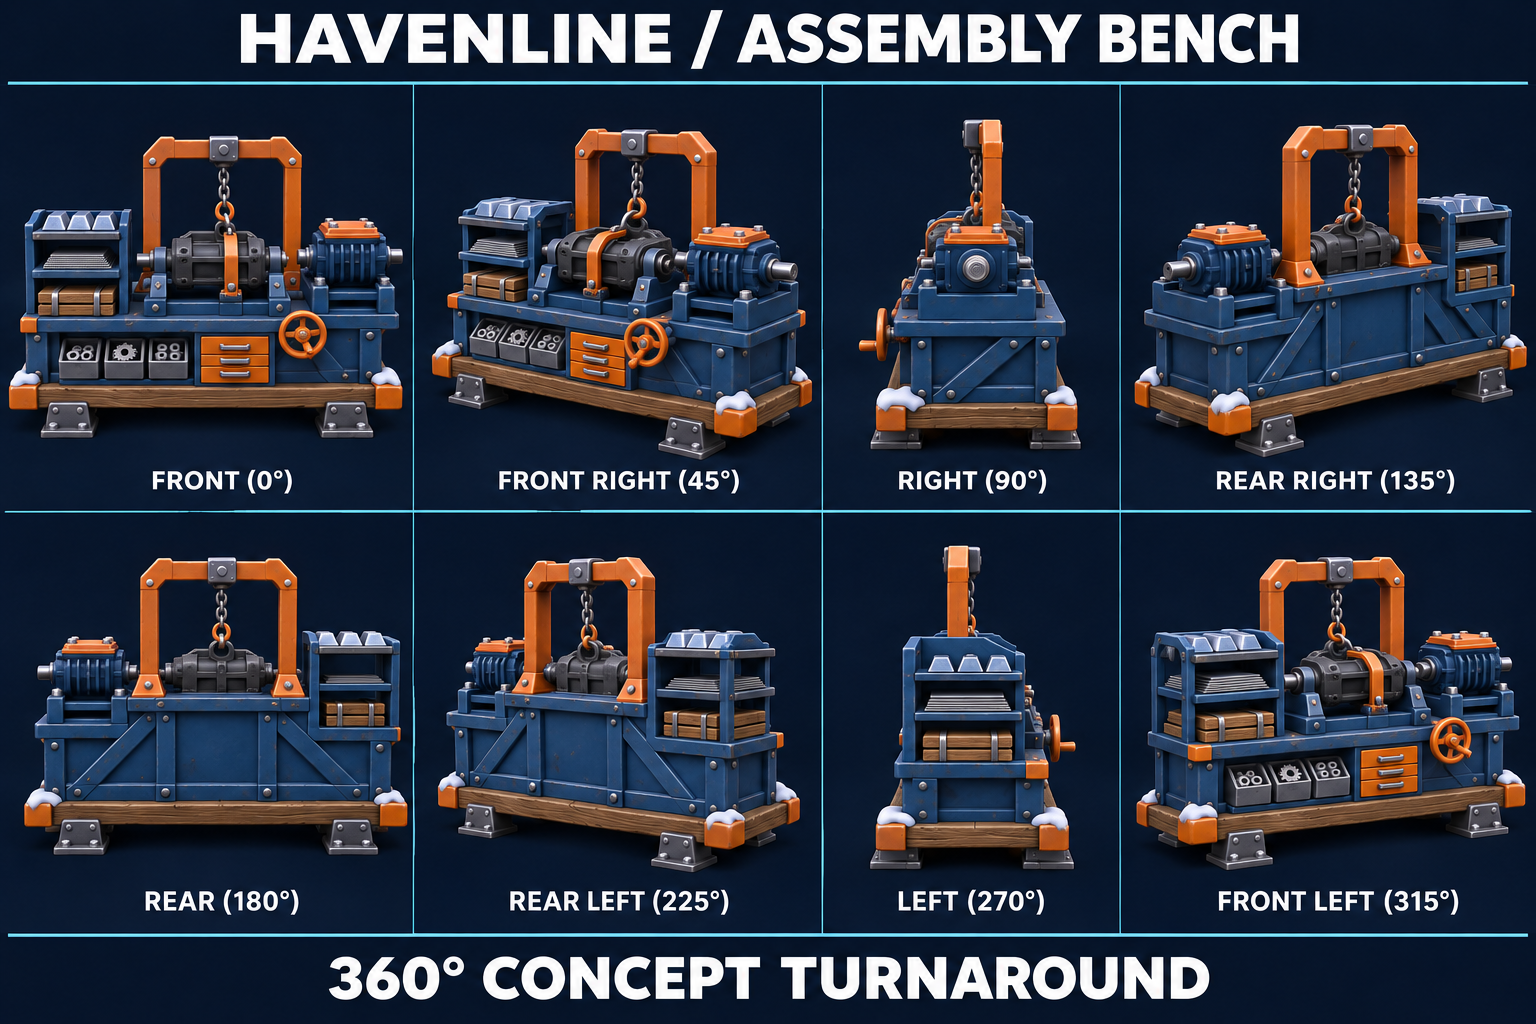 HAVENLINE / ASSEMBLY BENCH
FRONT (0°)
FRONT RIGHT (45°)
RIGHT (90°)
REAR RIGHT (135°)
REAR (180°)
REAR LEFT (225°)
LEFT (270°)
FRONT LEFT (315°)
360° CONCEPT TURNAROUND